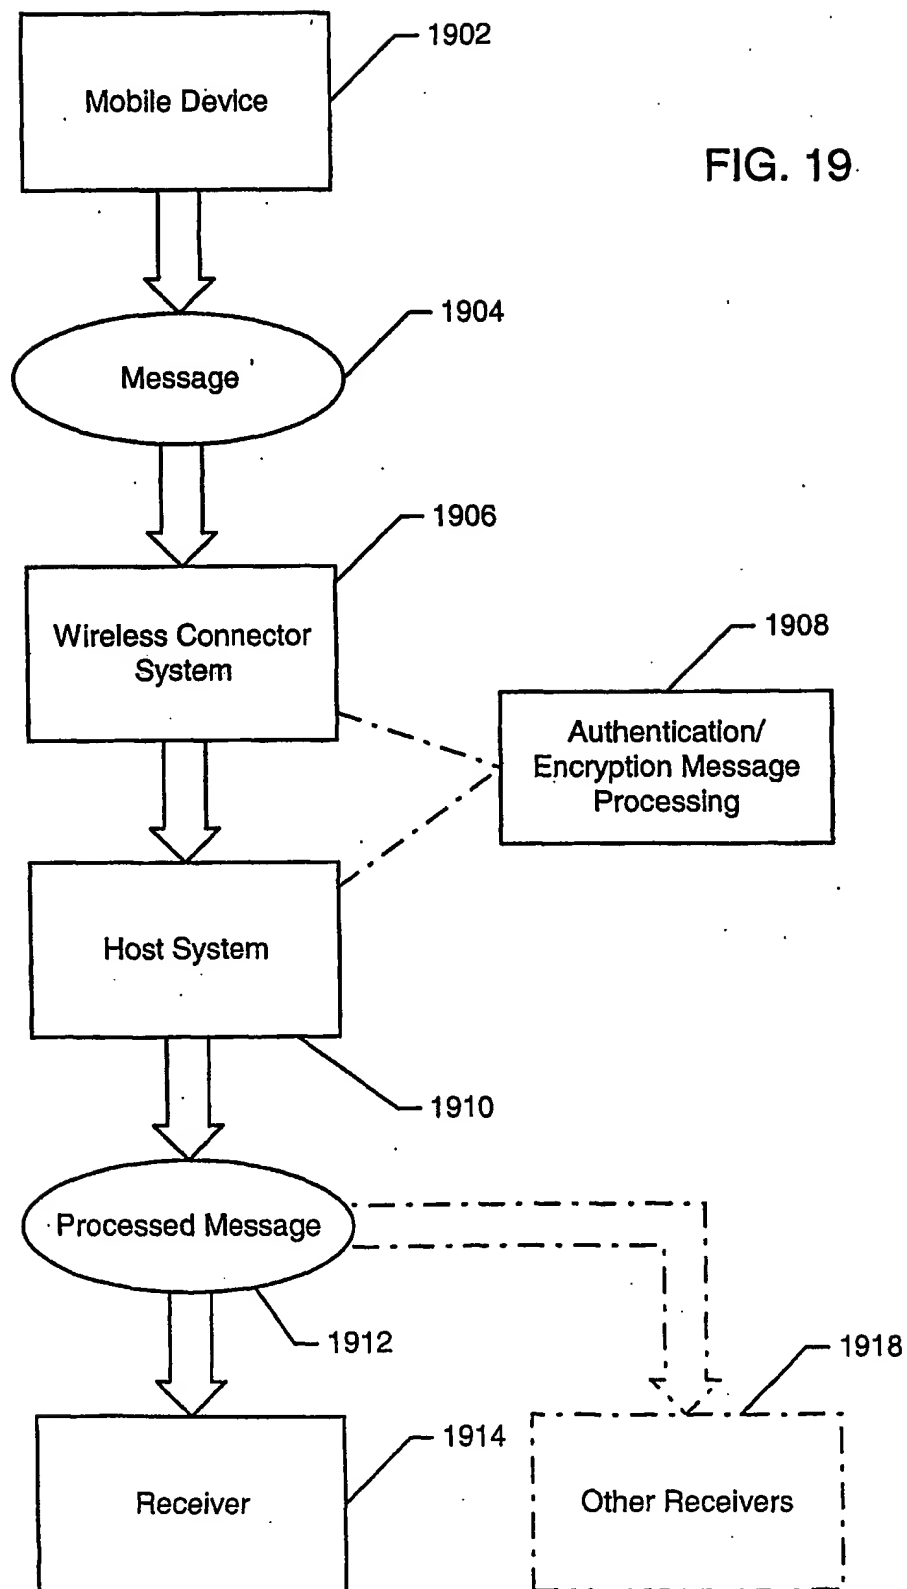 1902
Mobile Device
FIG. 19
1904
Message
1906
Wireless Connector
System
1908
Authentication/
Encryption Message
Processing
Host System
1910
Processed Message
1912
1918
1914
Receiver
Other Receivers